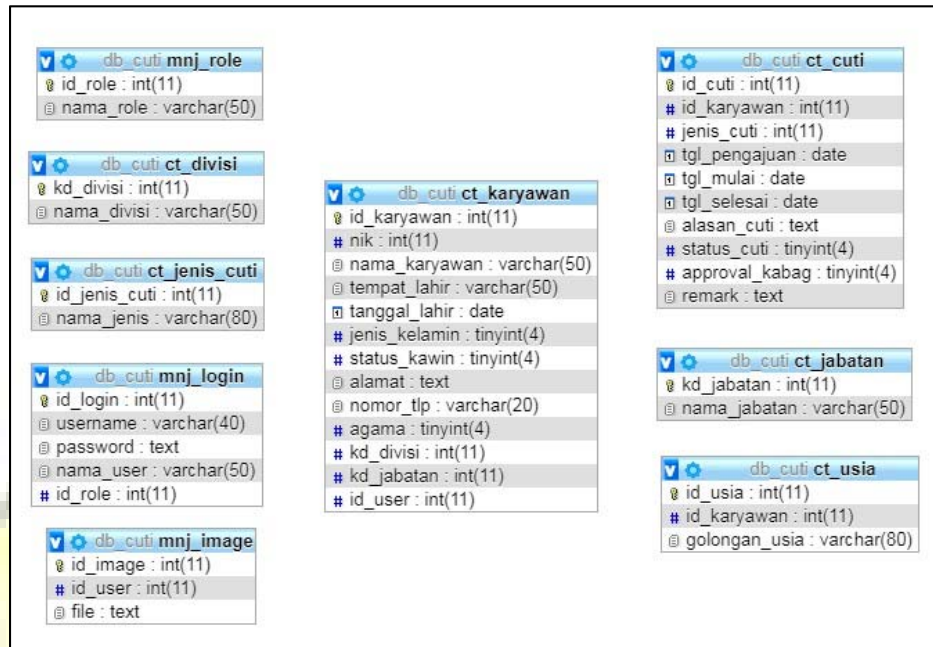 db_cuti mnj_role
id_role : int(11)
nama_role : varchar(50)
db_cuti ct_divisi
kd_divisi : int(11)
nama_divisi : varchar(50)
db_cuti ct_jenis_cuti
id_jenis_cuti : int(11)
nama_jenis : varchar(80)
db_cuti mnj_login
id_login : int(11)
username : varchar(40)
password : text
nama_user : varchar(50)
# id_role : int(11)
db_cuti mnj_image
id_image : int(11)
# id_user : int(11)
file : text
db_cuti ct_karyawan
id_karyawan : int(11)
# nik : int(11)
nama_karyawan : varchar(50)
tempat_lahir : varchar(50)
tanggal_lahir : date
# jenis_kelamin : tinyint(4)
# status_kawin : tinyint(4)
alamat : text
nomor_tlp : varchar(20)
# agama : tinyint(4)
# kd_divisi : int(11)
# kd_jabatan : int(11)
# id_user : int(11)
db_cuti ct_cuti
id_cuti : int(11)
# id_karyawan : int(11)
# jenis_cuti : int(11)
tgl_pengajuan : date
tgl_mulai : date
tgl_selesai : date
alasan_cuti : text
# status_cuti : tinyint(4)
# approval_kabag : tinyint(4)
remark : text
db_cuti ct_jabatan
kd_jabatan : int(11)
nama_jabatan : varchar(50)
db_cuti ct_usia
id_usia : int(11)
# id_karyawan : int(11)
golongan_usia : varchar(80)